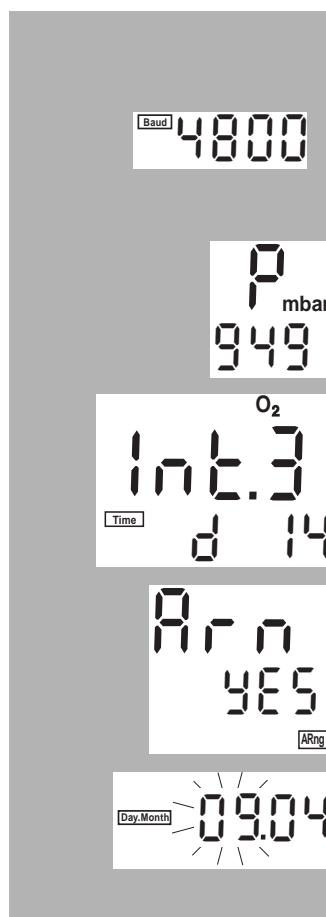 Baud 4800
P
mbar
949
O₂
Int.3
Time d 14
Arn
YES
ARng
Day.Month 09.04